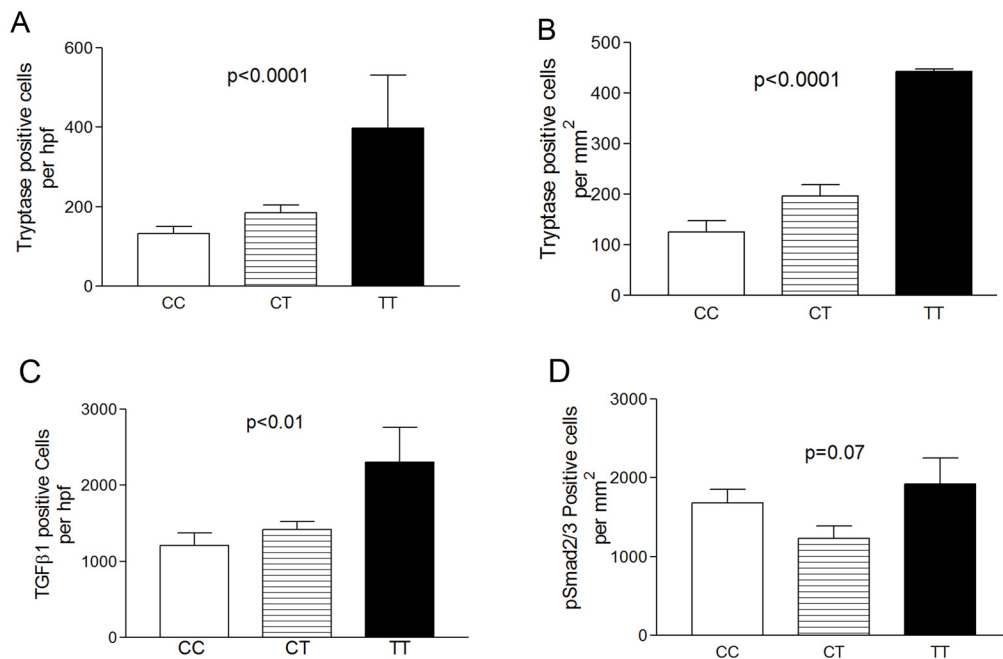 A
Tryptase positive cells
per hpf
600
400
200
0
p<0.0001
CC CT TT
B
Tryptase positive cells
per mm²
500
400
300
200
100
0
p<0.0001
CC CT TT
C
TGFβ1 positive Cells
per hpf
3000
2000
1000
0
p<0.01
CC CT TT
D
pSmad2/3 Positive cells
per mm²
3000
2000
1000
0
p=0.07
CC CT TT